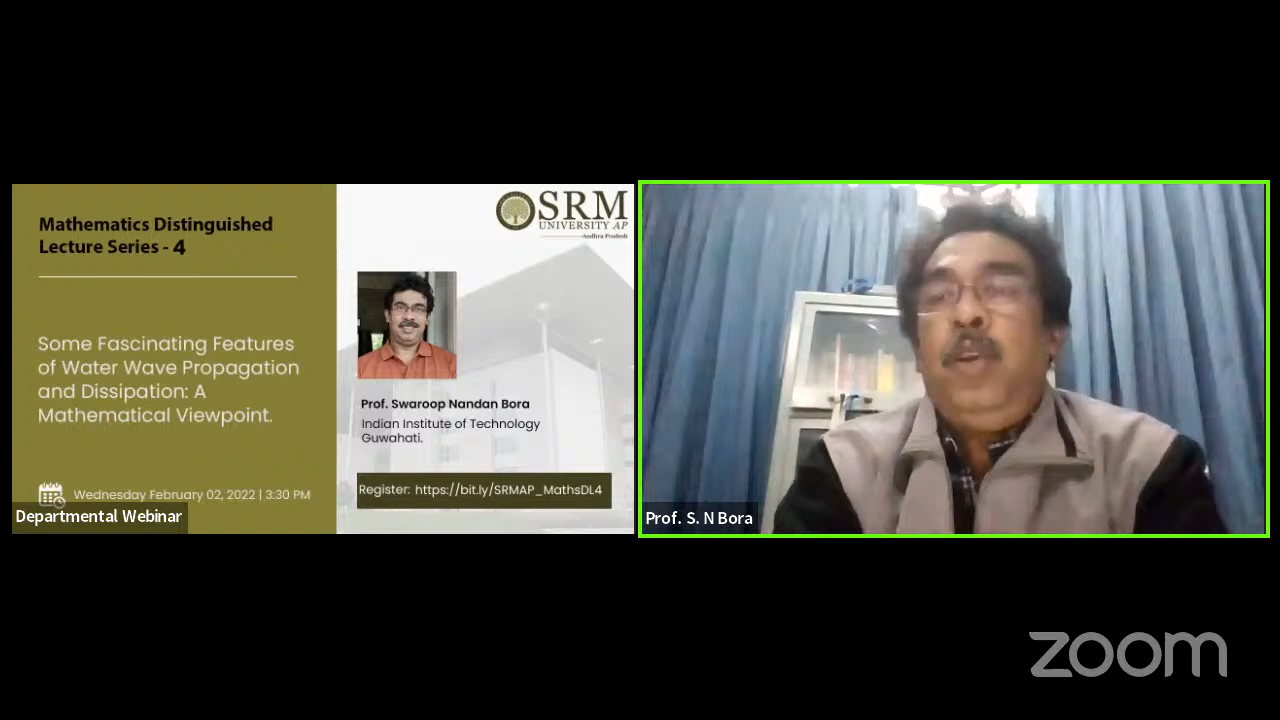 Mathematics Distinguished
Lecture Series - 4
Some Fascinating Features
of Water Wave Propagation
and Dissipation: A
Mathematical Viewpoint.
Wednesday February 02, 2022 | 3:30 PM
Departmental Webinar
SRM
UNIVERSITY AP
Andhra Pradesh
Prof. Swaroop Nandan Bora
Indian Institute of Technology
Guwahati.
Register: https://bit.ly/SRMAP_MathsDL4
Prof. S. N Bora
zoom